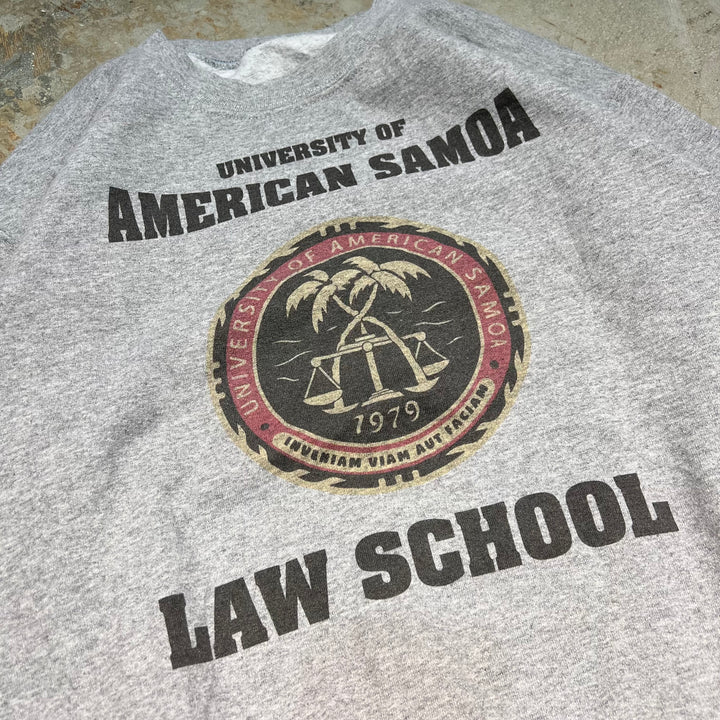 UNIVERSITY OF
AMERICAN SAMOA
UNIVERSITY OF AMERICAN SAMOA
1979
INVENIAM VIAM AUT FACIAM
LAW SCHOOL